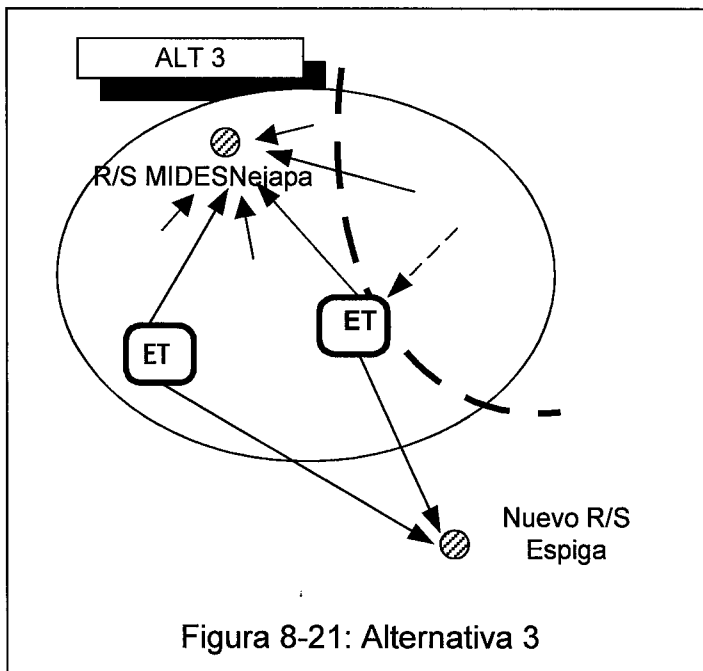 ALT 3
R/S MIDESNejapa
ET
ET
Nuevo R/S
Espiga
Figura 8-21: Alternativa 3